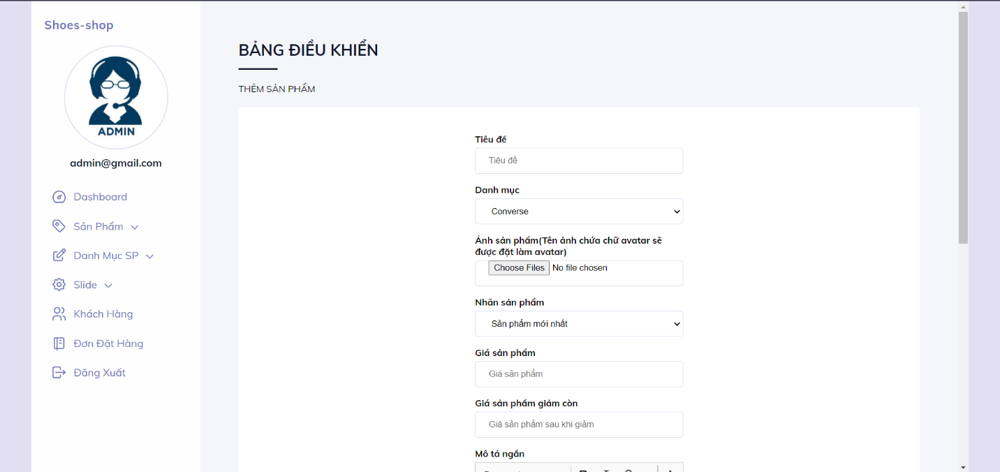 Shoes-shop
ADMIN
admin@gmail.com
Dashboard
Sản Phẩm
Danh Mục SP
Slide
Khách Hàng
Đơn Đặt Hàng
Đăng Xuất
BẢNG ĐIỀU KHIỂN
THÊM SẢN PHẨM
Tiêu đề
Tiêu đề
Danh mục
Converse
Ảnh sản phẩm(Tên ảnh chứa chữ avatar sẽ
được đặt làm avatar)
Choose Files No file chosen
Nhãn sản phẩm
Sản phẩm mới nhất
Giá sản phẩm
Giá sản phẩm
Giá sản phẩm giảm còn
Giá sản phẩm sau khi giảm
Mô tả ngắn